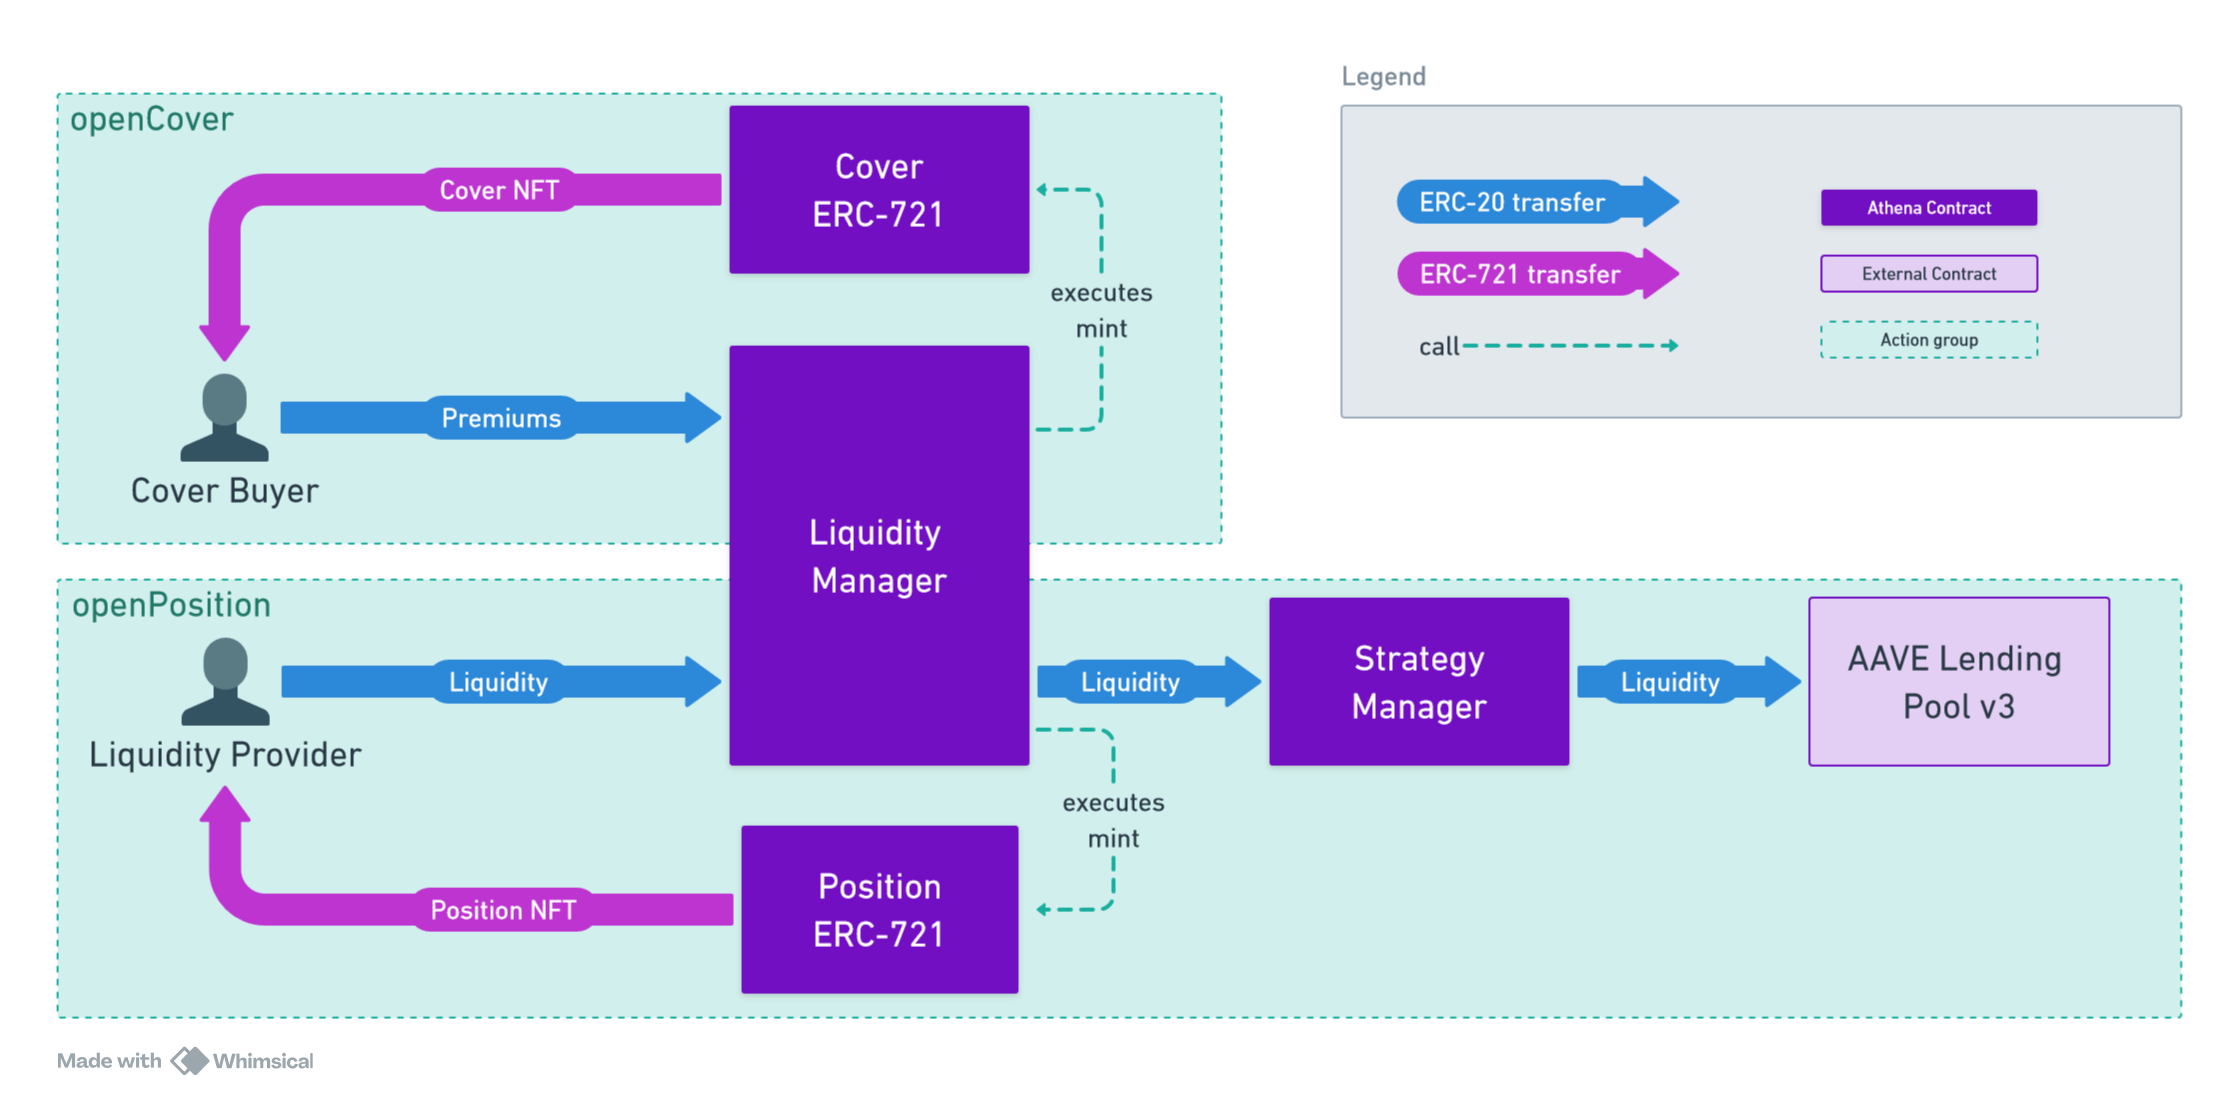 Legend
openCover
Cover
ERC-721
Cover NFT
ERC-20 transfer
Athena Contract
ERC-721 transfer
External Contract
call
Action group
executes
mint
Premiums
Cover Buyer
Liquidity
Manager
openPosition
Liquidity
Liquidity
Strategy
Manager
Liquidity
AAVE Lending
Pool v3
Liquidity Provider
executes
mint
Position
ERC-721
Position NFT
Made with Whimsical